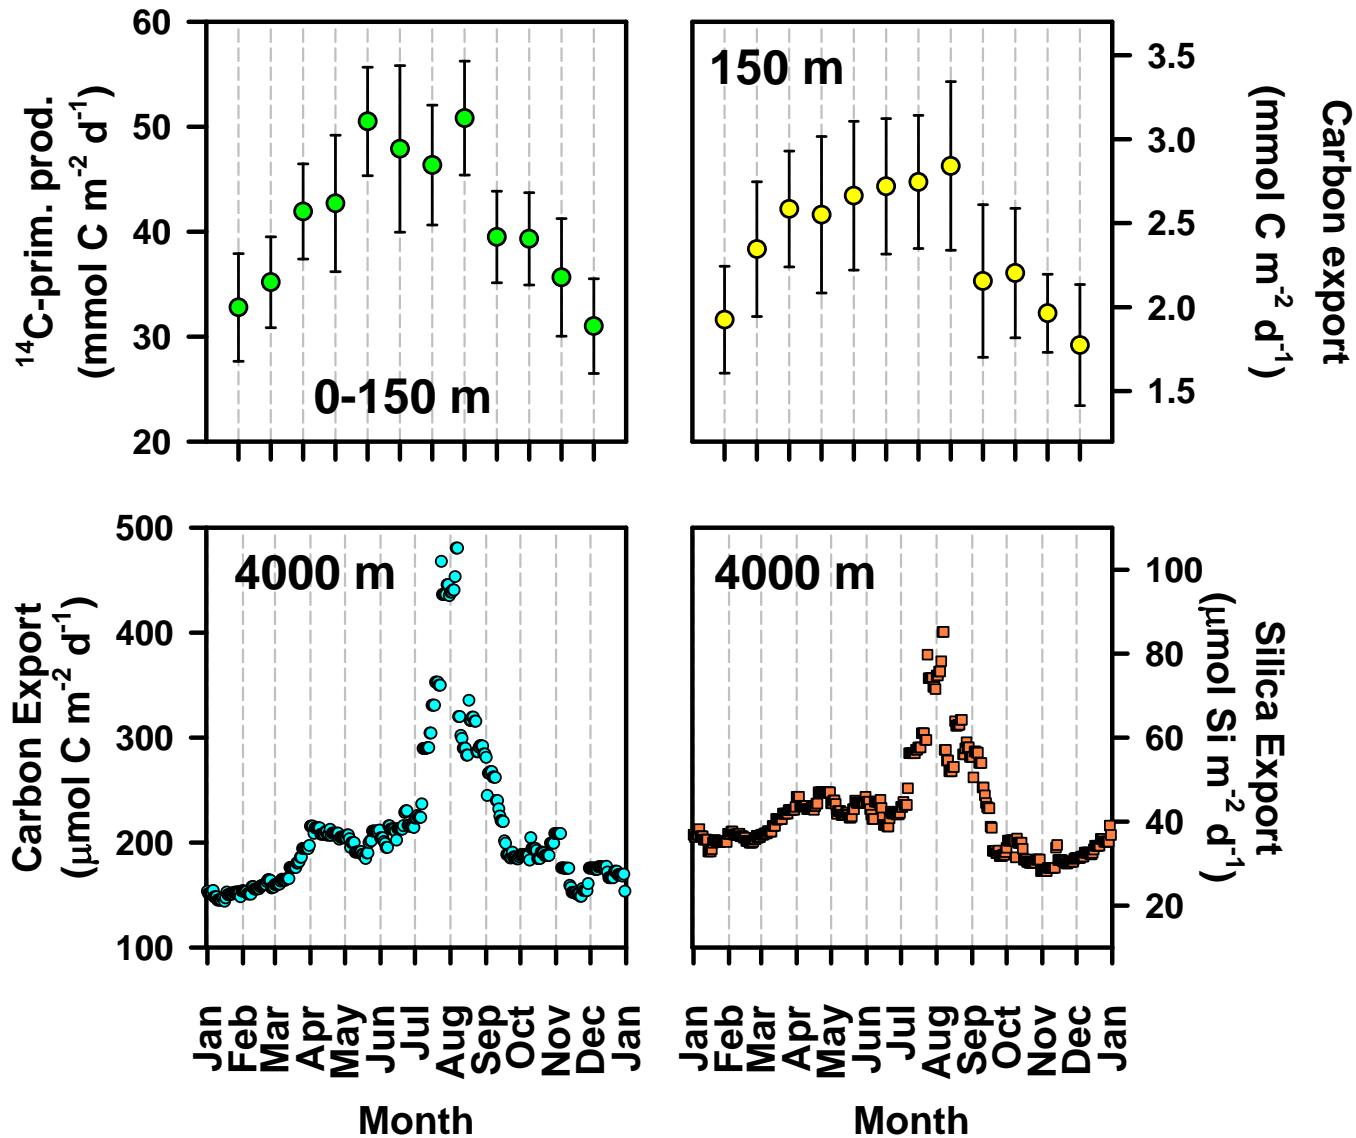 60
50
40
30
20
¹⁴C-prim. prod.
(mmol C m⁻² d⁻¹)
0-150 m
150 m
3.5
3.0
2.5
2.0
1.5
Carbon export
(mmol C m⁻² d⁻¹)
500
400
300
200
100
Carbon Export
(μmol C m⁻² d⁻¹)
4000 m
Jan
Feb
Mar
Apr
May
Jun
Jul
Aug
Sep
Oct
Nov
Dec
Jan
Month
4000 m
100
80
60
40
20
Silica Export
(μmol Si m⁻² d⁻¹)
Jan
Feb
Mar
Apr
May
Jun
Jul
Aug
Sep
Oct
Nov
Dec
Jan
Month